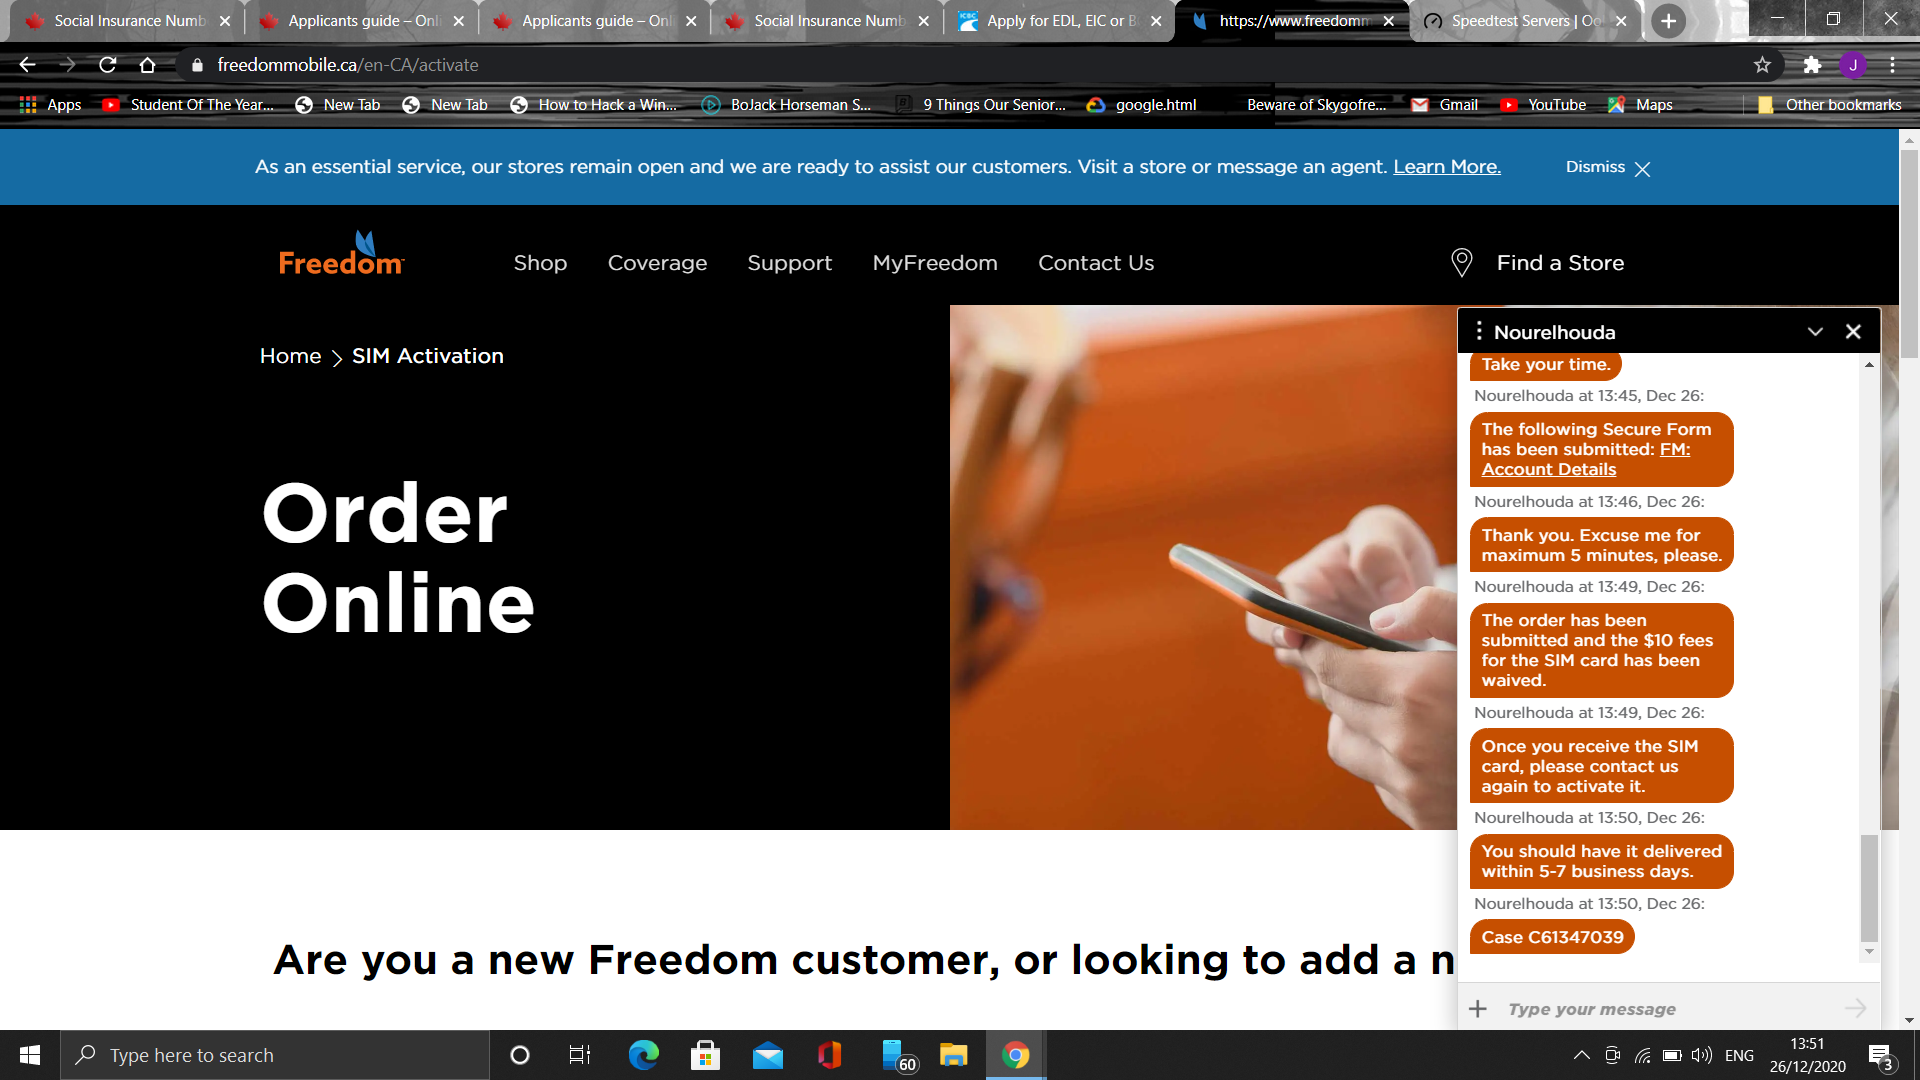 Social Insurance Numb
Applicants guide – Onli
Applicants guide – Onli
Social Insurance Numb
ICBC
Apply for EDL, EIC or B
https://www.freedomm
Speedtest Servers | Oo
freedommobile.ca/en-CA/activate
J
Apps
Student Of The Year...
New Tab
New Tab
How to Hack a Win...
BoJack Horseman S...
9 Things Our Senior...
google.html
Beware of Skygofre...
Gmail
YouTube
Maps
Other bookmarks
As an essential service, our stores remain open and we are ready to assist our customers. Visit a store or message an agent. Learn More.
Dismiss
Freedom
Shop
Coverage
Support
MyFreedom
Contact Us
Find a Store
Home > SIM Activation
Order
Online
Are you a new Freedom customer, or looking to add a n
Nourelhouda
Take your time.
Nourelhouda at 13:45, Dec 26:
The following Secure Form
has been submitted: FM:
Account Details
Nourelhouda at 13:46, Dec 26:
Thank you. Excuse me for
maximum 5 minutes, please.
Nourelhouda at 13:49, Dec 26:
The order has been
submitted and the $10 fees
for the SIM card has been
waived.
Nourelhouda at 13:49, Dec 26:
Once you receive the SIM
card, please contact us
again to activate it.
Nourelhouda at 13:50, Dec 26:
You should have it delivered
within 5-7 business days.
Nourelhouda at 13:50, Dec 26:
Case C61347039
Type your message
Type here to search
60
ENG
13:51
26/12/2020
3